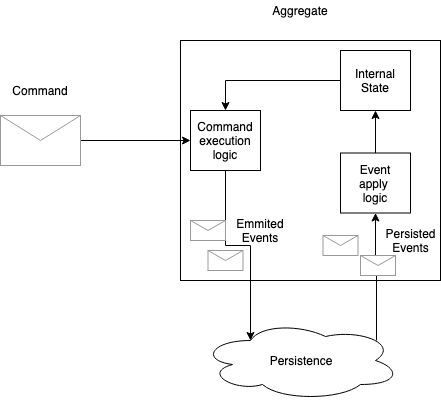 Aggregate
Command
Internal
State
Command
execution
logic
Event
apply
logic
Emmited
Events
Persisted
Events
Persistence